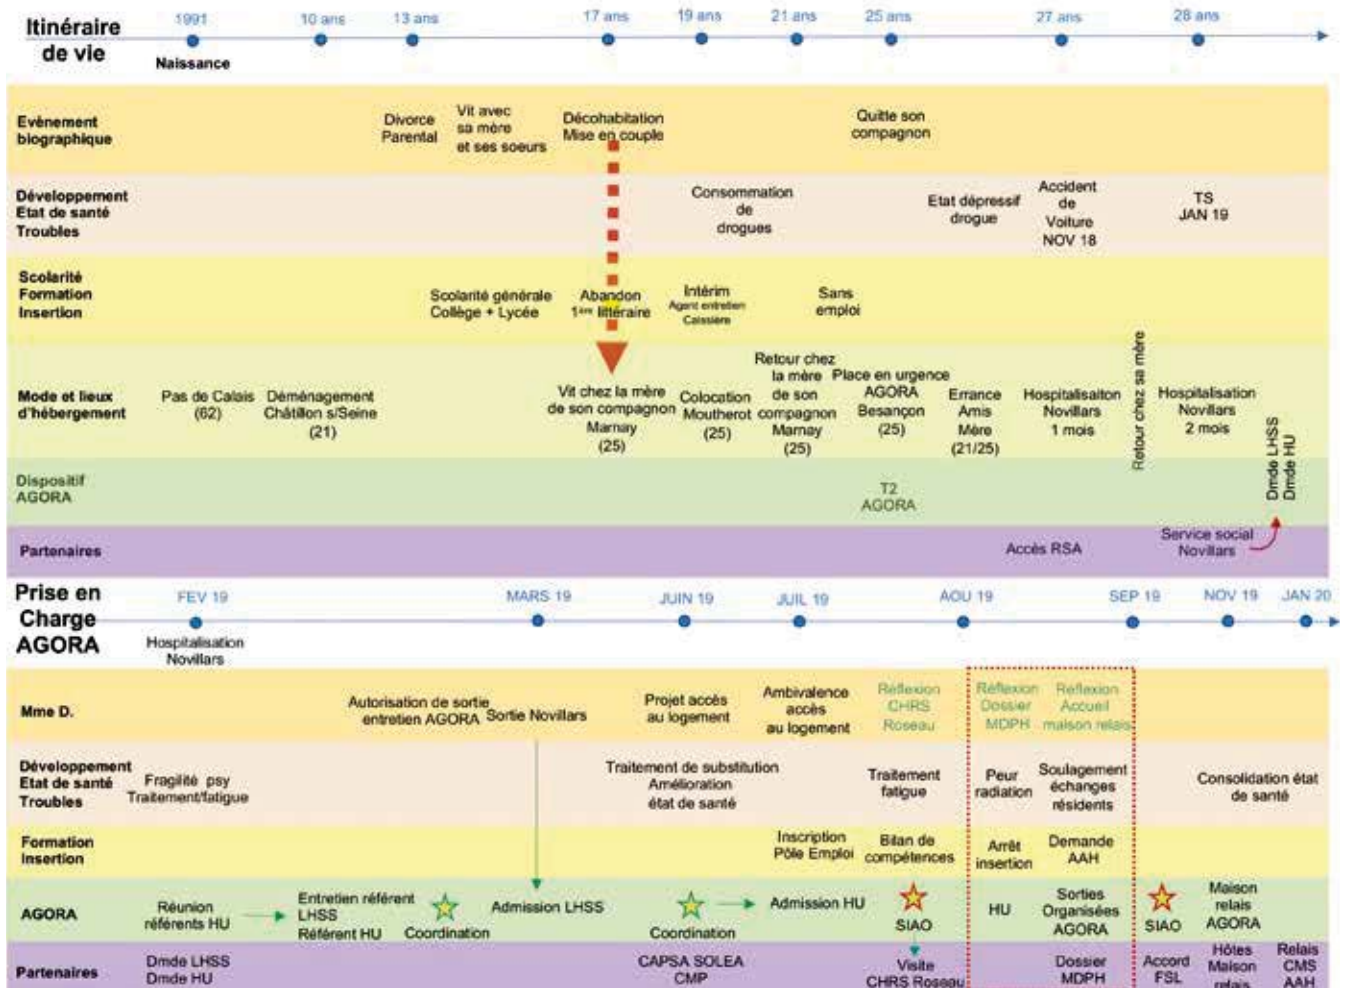 Itinéraire
de vie
1991
10 ans
13 ans
17 ans
19 ans
21 ans
25 ans
27 ans
28 ans
Naissance
Evènement
biographique
Divorce
Parental
Vit avec
sa mère
et ses soeurs
Décohabitation
Mise en couple
Quitte son
compagnon
Développement
Etat de santé
Troubles
Consommation
de
drogues
Etat dépressif
drogue
Accident
de
Voiture
NOV 18
TS
JAN 19
Scolarité
Formation
Insertion
Scolarité générale
Collège + Lycée
Abandon
1ère littéraire
Intérim
Agent entretien
Caissière
Sans
emploi
Mode et lieux
d'hébergement
Pas de Calais
(62)
Déménagement
Châtillon s/Seine
(21)
Vit chez la mère
de son compagnon
Marnay
(25)
Colocation
Moutherot
(25)
Retour chez
la mère
de son
compagnon
Marnay
(25)
Place en urgence
AGORA
Besançon
(25)
Errance
Amis
Mère
(21/25)
Hospitalisaiton
Novillars
1 mois
Retour chez sa mère
Hospitalisation
Novillars
2 mois
Dmde LHSS
Dmde HU
Dispositif
AGORA
T2
AGORA
Partenaires
Accès RSA
Service social
Novillars
Prise en
Charge
AGORA
FEV 19
MARS 19
JUIN 19
JUIL 19
AOU 19
SEP 19
NOV 19
JAN 20
Hospitalisation
Novillars
Mme D.
Autorisation de sortie
entretien AGORA
Sortie Novillars
Projet accès
au logement
Ambivalence
accès
au logement
Réflexion
CHRS
Roseau
Réflexion
Dossier
MDPH
Réflexion
Accueil
maison relais
Développement
Etat de santé
Troubles
Fragilité psy
Traitement/fatigue
Traitement de substitution
Amélioration
état de santé
Traitement
fatigue
Peur
radiation
Soulagement
échanges
résidents
Consolidation état
de santé
Formation
Insertion
Inscription
Pôle Emploi
Bilan de
compétences
Arrêt
insertion
Demande
AAH
AGORA
Réunion
référents HU
Entretien référent
LHSS
Référent HU
Coordination
Admission LHSS
Coordination
Admission HU
SIAO
HU
Sorties
Organisées
AGORA
SIAO
Maison
relais
AGORA
Partenaires
Dmde LHSS
Dmde HU
CAPSA SOLEA
CMP
Visite
CHRS Roseau
Dossier
MDPH
Accord
FSL
Hôtes
Maison
relais
Relais
CMS
AAH